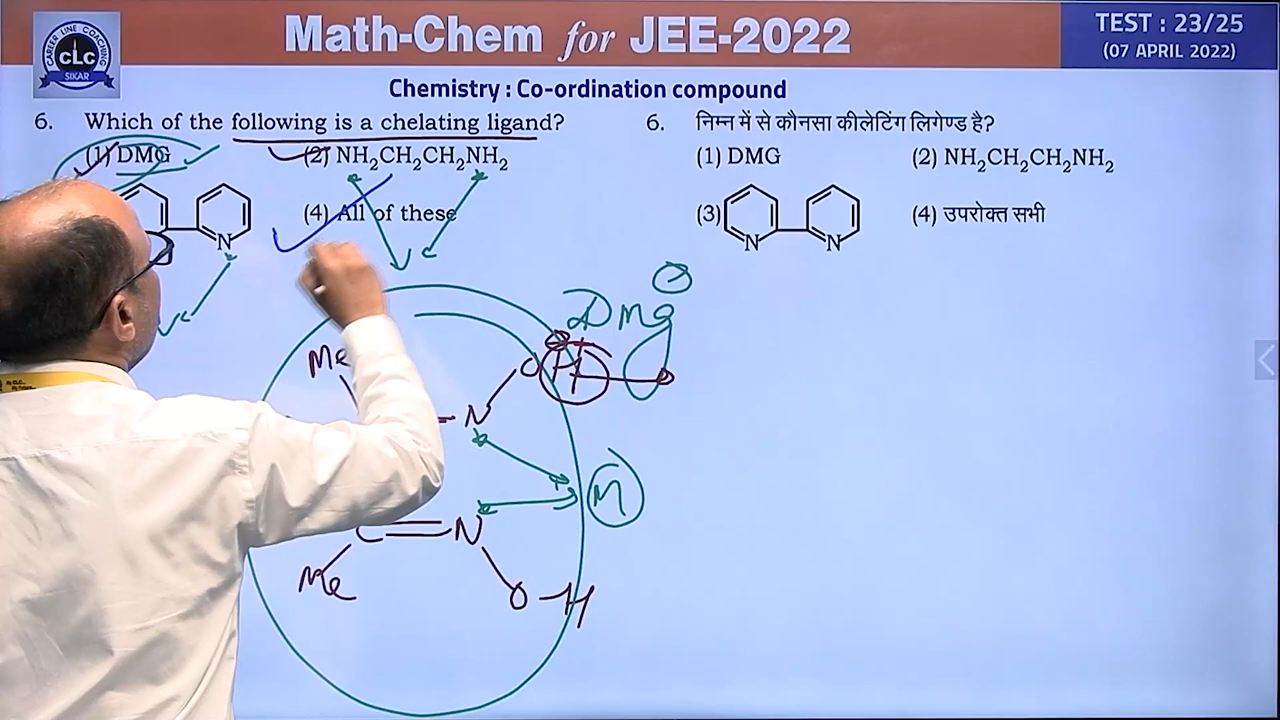 CAREER LINE COACHING
CLC
SIKAR
Math-Chem for JEE-2022
TEST : 23/25
(07 APRIL 2022)
Chemistry : Co-ordination compound
6. Which of the following is a chelating ligand?
(1) DMG (2) NH₂CH₂CH₂NH₂
N
(4) All of these
6. निम्न में से कौनसा कीलेटिंग लिगेण्ड है?
(1) DMG (2) NH₂CH₂CH₂NH₂
(3) N N (4) उपरोक्त सभी
Dmg
Me
O H
N
M
C N
Me
O-H